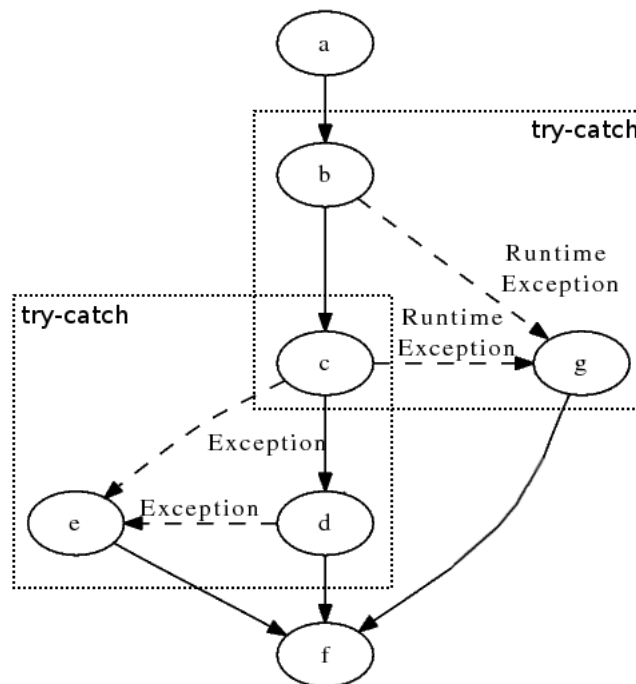 a
try-catch
b
Runtime
Exception
try-catch
Runtime
Exception
c
g
Exception
Exception
e
d
f